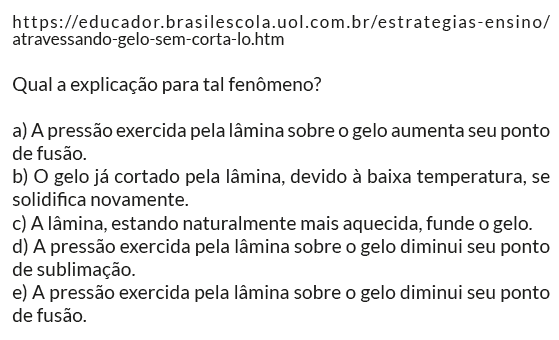 https://educador.brasilescola.uol.com.br/estrategias-ensino/
atravessando-gelo-sem-corta-lo.htm
Qual a explicação para tal fenômeno?
a) A pressão exercida pela lâmina sobre o gelo aumenta seu ponto
de fusão.
b) O gelo já cortado pela lâmina, devido à baixa temperatura, se
solidifica novamente.
c) A lâmina, estando naturalmente mais aquecida, funde o gelo.
d) A pressão exercida pela lâmina sobre o gelo diminui seu ponto
de sublimação.
e) A pressão exercida pela lâmina sobre o gelo diminui seu ponto
de fusão.